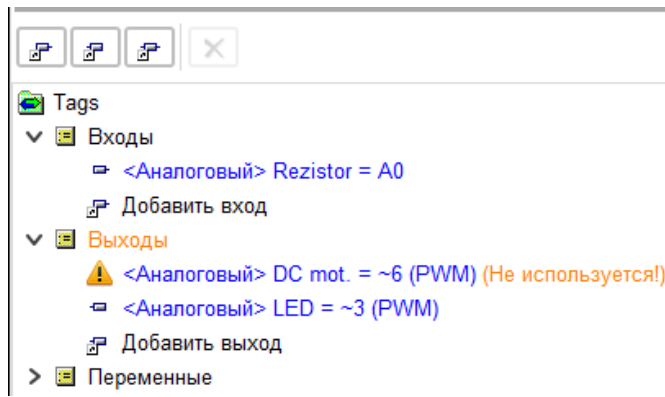 Tags
Входы
<Аналоговый> Rezistor = A0
Добавить вход
Выходы
<Аналоговый> DC mot. = ~6 (PWM) (Не используется!)
<Аналоговый> LED = ~3 (PWM)
Добавить выход
Переменные